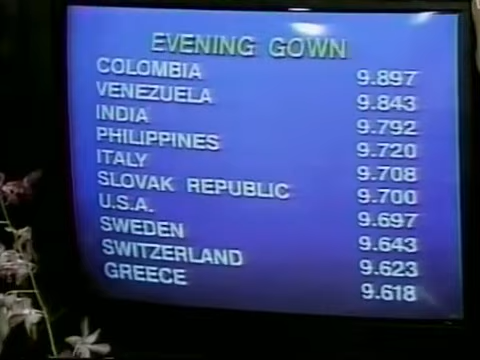 EVENING GOWN
COLOMBIA 9.897
VENEZUELA 9.843
INDIA 9.792
PHILIPPINES 9.720
ITALY 9.708
SLOVAK REPUBLIC 9.700
U.S.A. 9.697
SWEDEN 9.643
SWITZERLAND 9.623
GREECE 9.618